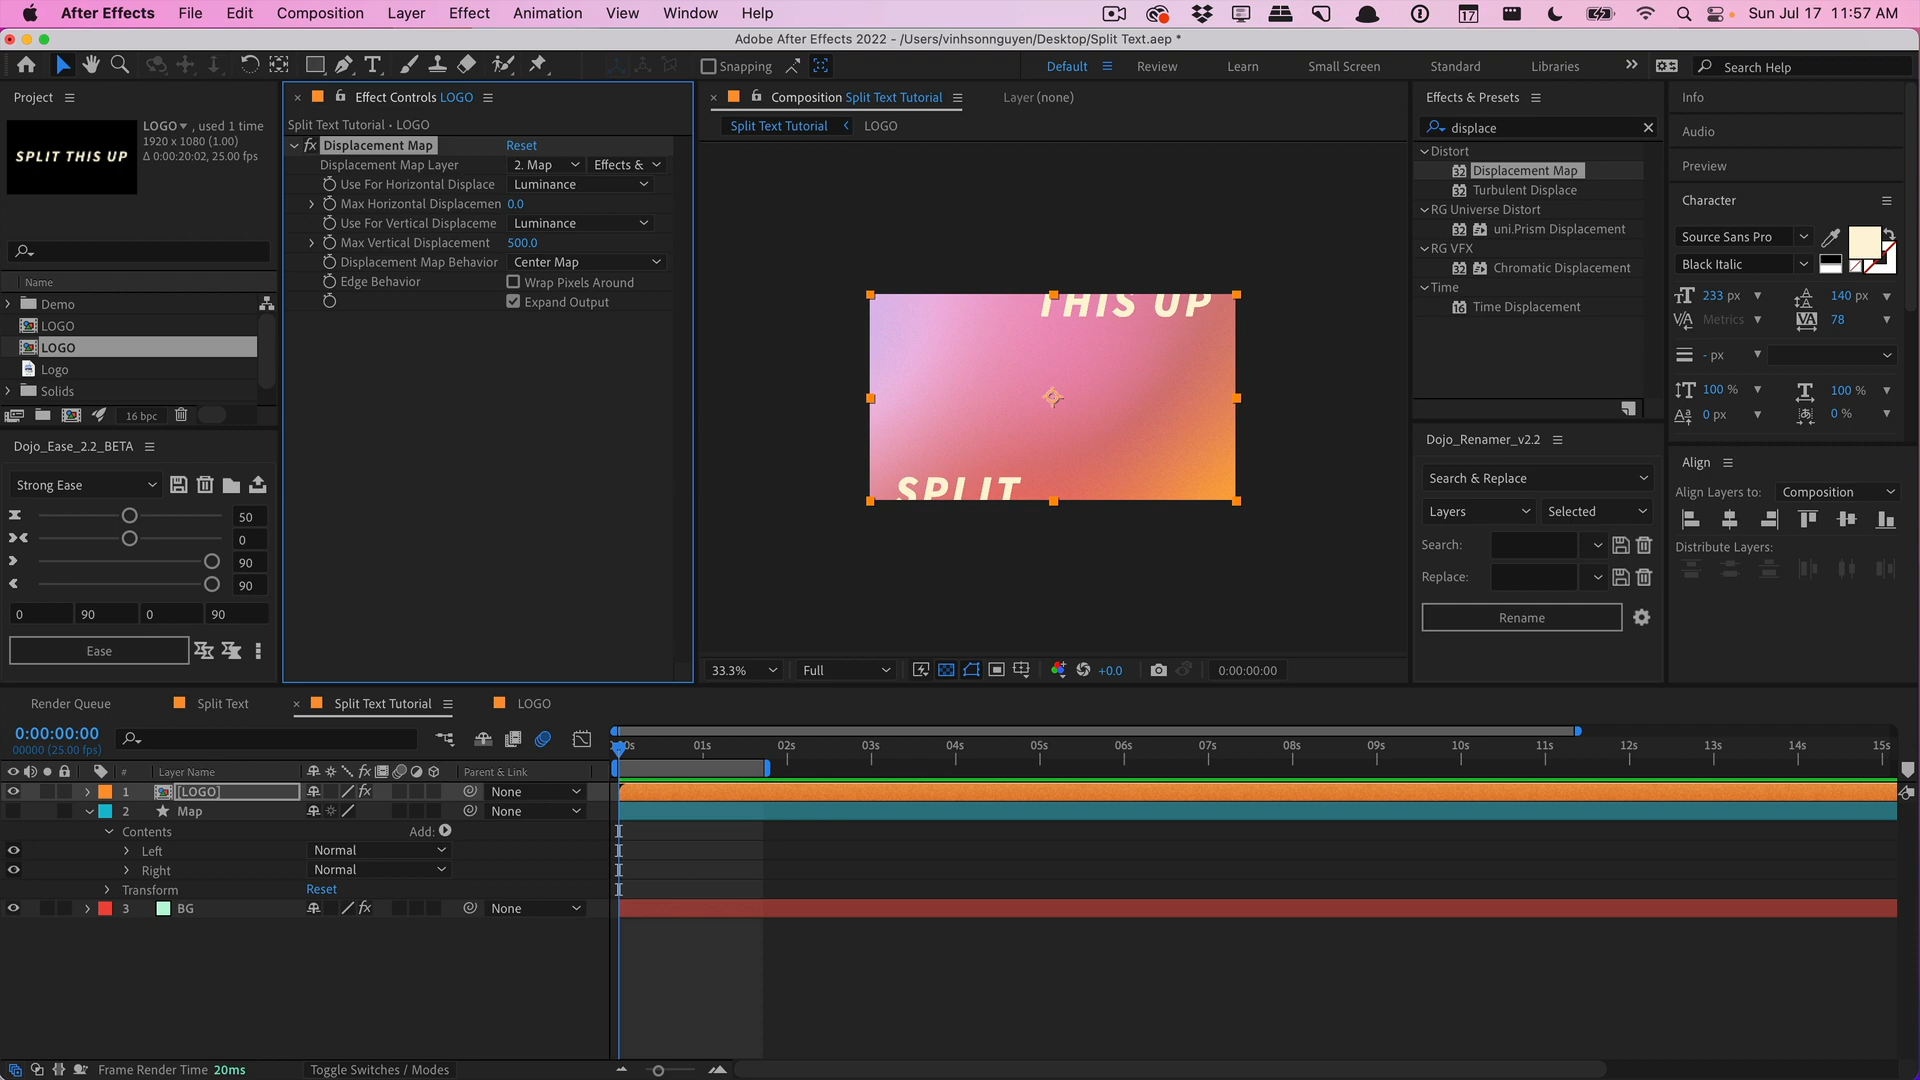 After Effects File Edit Composition Layer Effect Animation View Window Help 17 Sun Jul 17 11:57 AM
Adobe After Effects 2022 - /Users/vinhsonnguyen/Desktop/Split Text.aep *
Snapping Default Review Learn Small Screen Standard Libraries Search Help
Project
LOGO , used 1 time
1920 x 1080 (1.00)
Δ 0:00:20:02, 25.00 fps
SPLIT THIS UP
Name
Demo
LOGO
LOGO
Logo
Solids
16 bpc
Dojo_Ease_2.2_BETA
Strong Ease
50
0
90
90
0 90 0 90
Ease
Effect Controls LOGO
Split Text Tutorial • LOGO
fx Displacement Map Reset
Displacement Map Layer 2. Map Effects &
Use For Horizontal Displace Luminance
Max Horizontal Displacemen 0.0
Use For Vertical Displaceme Luminance
Max Vertical Displacement 500.0
Displacement Map Behavior Center Map
Edge Behavior Wrap Pixels Around
Expand Output
Composition Split Text Tutorial Layer (none)
Split Text Tutorial LOGO
THIS UP
SPLIT
33.3% Full +0.0 0:00:00:00
Effects & Presets
displace
Distort
32 Displacement Map
32 Turbulent Displace
RG Universe Distort
32 uni.Prism Displacement
RG VFX
32 Chromatic Displacement
Time
16 Time Displacement
Dojo_Renamer_v2.2
Search & Replace
Layers Selected
Search:
Replace:
Rename
Info
Audio
Preview
Character
Source Sans Pro
Black Italic
233 px 140 px
Metrics 78
- px
100 % 100 %
0 px 0 %
Align
Align Layers to: Composition
Distribute Layers:
Render Queue Split Text Split Text Tutorial LOGO
0:00:00:00
00000 (25.00 fps)
01s 02s 03s 04s 05s 06s 07s 08s 09s 10s 11s 12s 13s 14s 15s
# Layer Name fx Parent & Link
1 [LOGO] fx None
2 Map None
Contents Add:
Left Normal
Right Normal
Transform Reset
3 BG fx None
Frame Render Time 20ms Toggle Switches / Modes